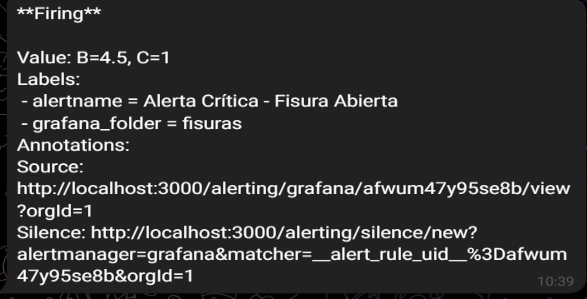 **Firing**
Value: B=4.5, C=1
Labels:
- alertname = Alerta Crítica - Fisura Abierta
- grafana_folder = fisuras
Annotations:
Source:
http://localhost:3000/alerting/grafana/afwum47y95se8b/view
?orgId=1
Silence: http://localhost:3000/alerting/silence/new?
alertmanager=grafana&matcher=__alert_rule_uid__%3Dafwum
47y95se8b&orgId=1
10:39